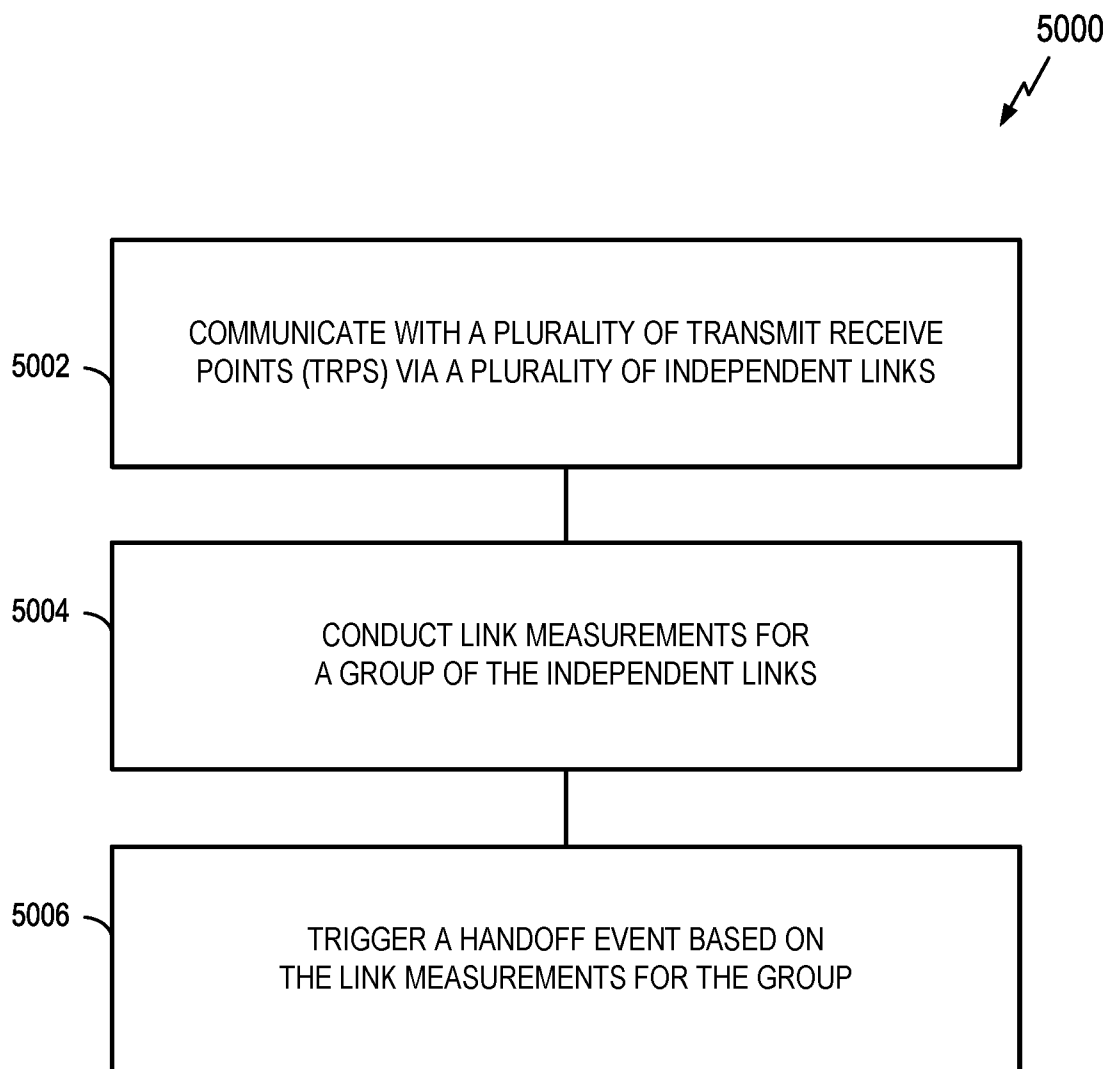 5000
5002
COMMUNICATE WITH A PLURALITY OF TRANSMIT RECEIVE
POINTS (TRPS) VIA A PLURALITY OF INDEPENDENT LINKS
5004
CONDUCT LINK MEASUREMENTS FOR
A GROUP OF THE INDEPENDENT LINKS
5006
TRIGGER A HANDOFF EVENT BASED ON
THE LINK MEASUREMENTS FOR THE GROUP